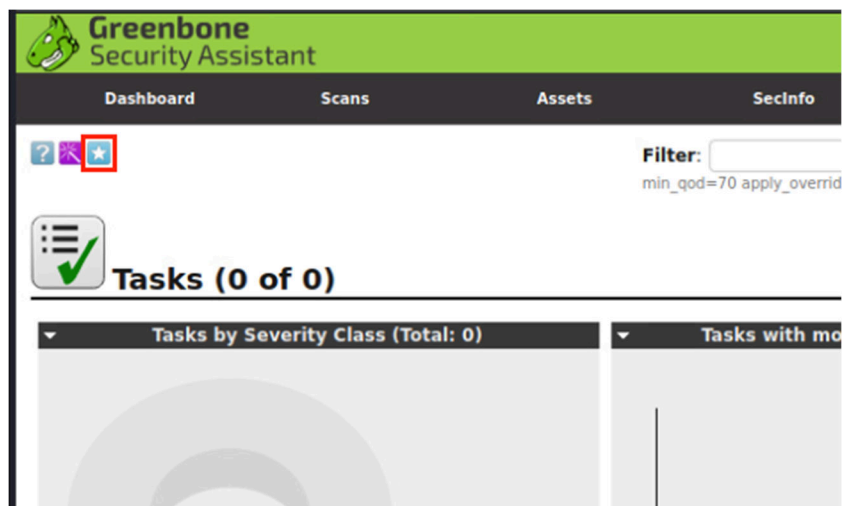 Greenbone
Security Assistant
Dashboard Scans Assets SecInfo
Filter:
min_qod=70 apply_overrid
Tasks (0 of 0)
Tasks by Severity Class (Total: 0) Tasks with mo